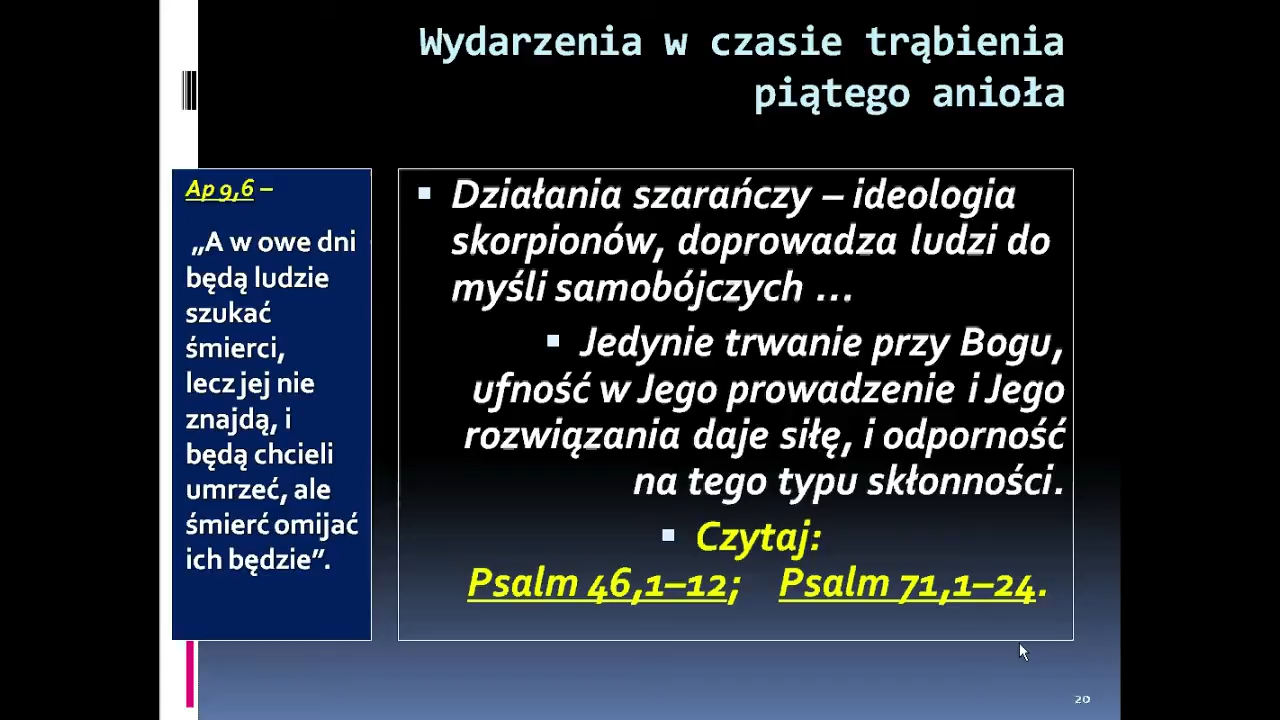 Wydarzenia w czasie trąbienia
piątego anioła
Ap 9,6 –
„A w owe dni
będą ludzie
szukać
śmierci,
lecz jej nie
znajdą, i
będą chcieli
umrzeć, ale
śmierć omijać
ich będzie”.
Działania szarańczy – ideologia
skorpionów, doprowadza ludzi do
myśli samobójczych ...
Jedynie trwanie przy Bogu,
ufność w Jego prowadzenie i Jego
rozwiązania daje siłę, i odporność
na tego typu skłonności.
Czytaj:
Psalm 46,1–12; Psalm 71,1–24.
20